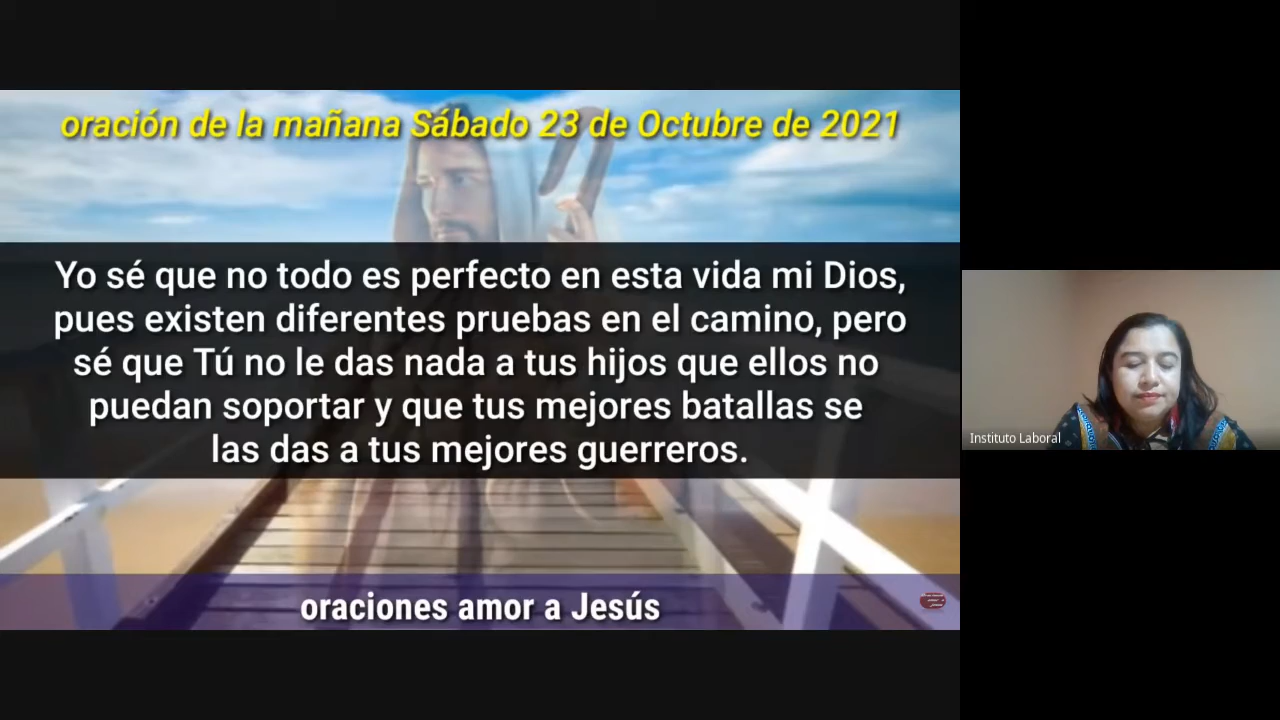 oración de la mañana Sábado 23 de Octubre de 2021
Yo sé que no todo es perfecto en esta vida mi Dios,
pues existen diferentes pruebas en el camino, pero
sé que Tú no le das nada a tus hijos que ellos no
puedan soportar y que tus mejores batallas se
las das a tus mejores guerreros.
oraciones amor a Jesús
Instituto Laboral